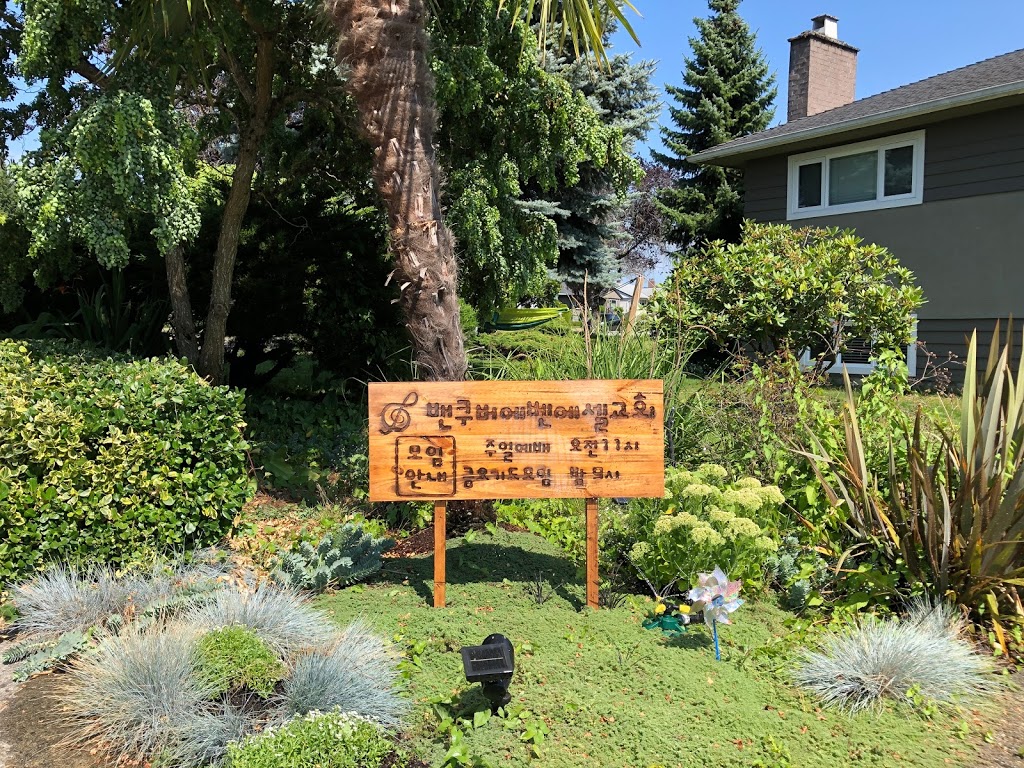 밴쿠버에벤에셀교회
모임 주일예배 오전11시
안내 금요기도모임 밤 9시